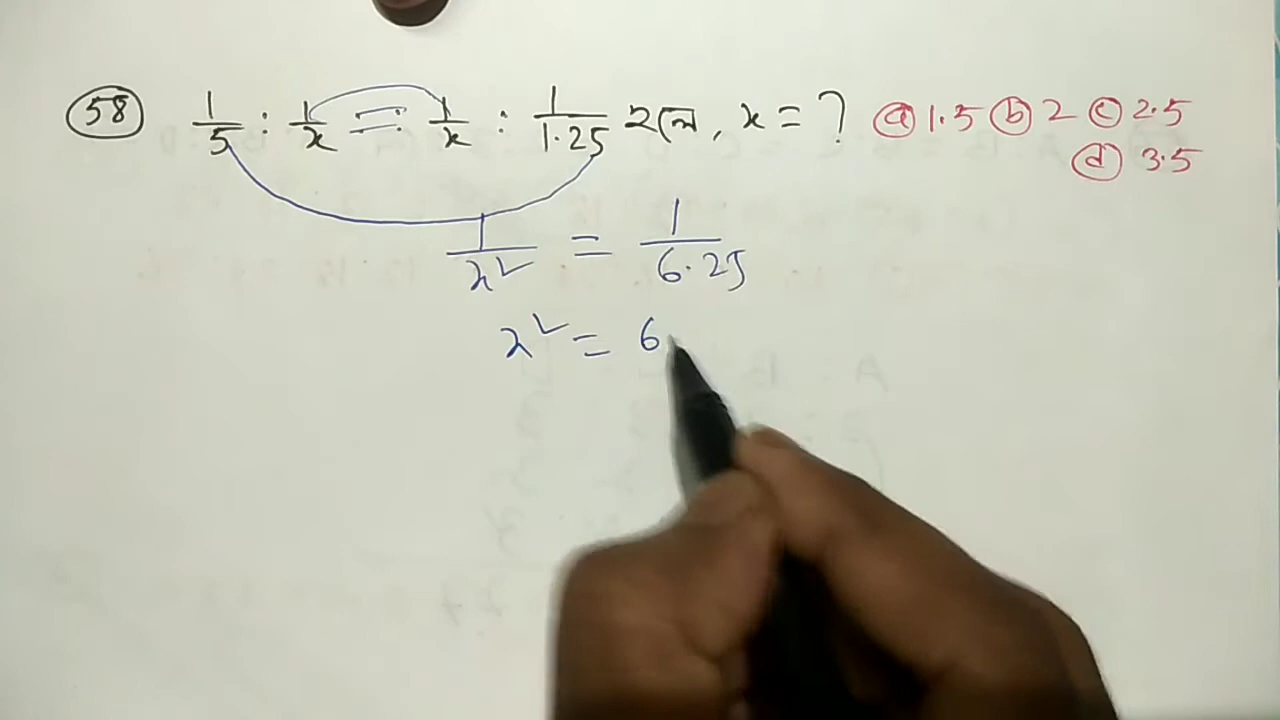 58 1/5 : 1/x = 1/x : 1/1.25 হলে, x = ? a 1.5 b 2 c 2.5
d 3.5
1/x² = 1/6.25
x² = 6